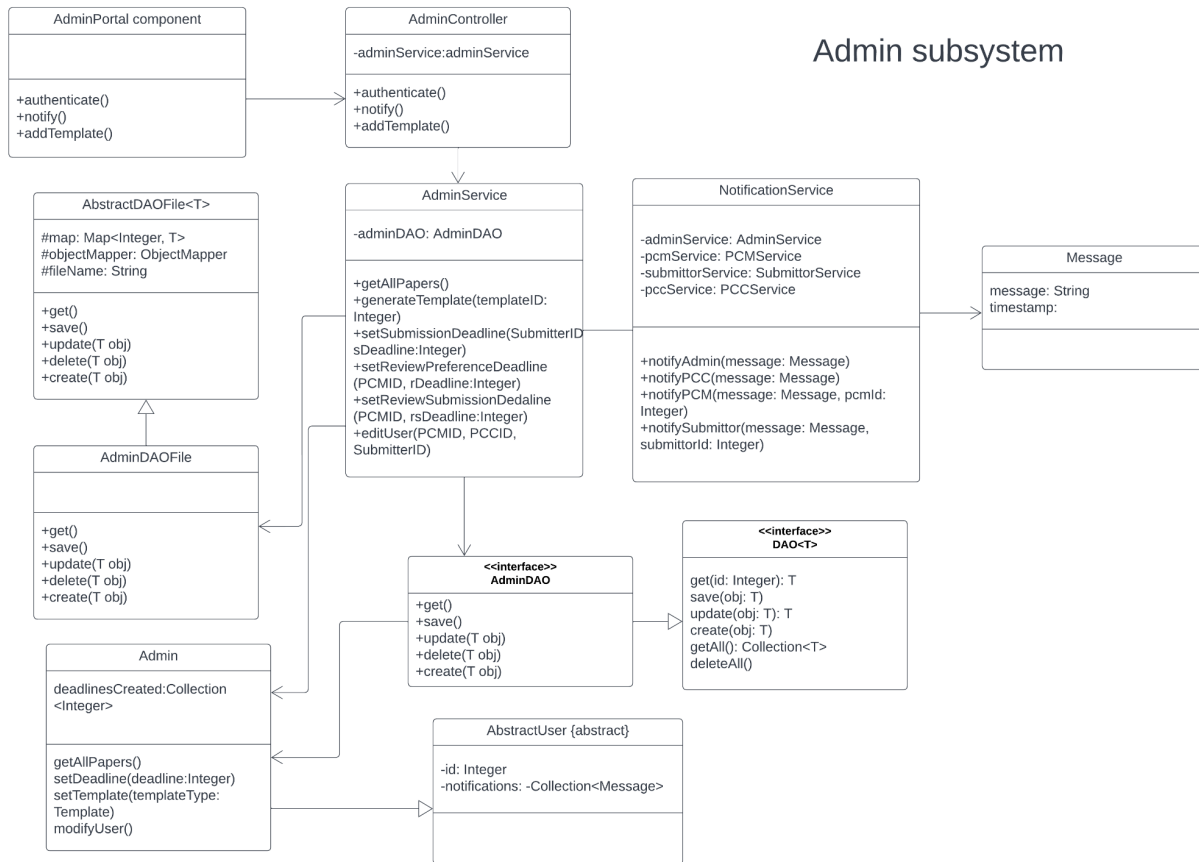 AdminPortal component
+authenticate()
+notify()
+addTemplate()
AdminController
-adminService:adminService
+authenticate()
+notify()
+addTemplate()
Admin subsystem
AbstractDAOFile<T>
#map: Map<Integer, T>
#objectMapper: ObjectMapper
#fileName: String
+get()
+save()
+update(T obj)
+delete(T obj)
+create(T obj)
AdminService
-adminDAO: AdminDAO
+getAllPapers()
+generateTemplate(templateID:
Integer)
+setSubmissionDeadline(SubmitterID
sDeadline:Integer)
+setReviewPreferenceDeadline
(PCMID, rDeadline:Integer)
+setReviewSubmissionDedaline
(PCMID, rsDeadline:Integer)
+editUser(PCMID, PCCID,
SubmitterID)
NotificationService
-adminService: AdminService
-pcmService: PCMService
-submittorService: SubmittorService
-pccService: PCCService
+notifyAdmin(message: Message)
+notifyPCC(message: Message)
+notifyPCM(message: Message, pcmId:
Integer)
+notifySubmittor(message: Message,
submittorId: Integer)
Message
message: String
timestamp:
AdminDAOFile
+get()
+save()
+update(T obj)
+delete(T obj)
+create(T obj)
<<interface>>
AdminDAO
+get()
+save()
+update(T obj)
+delete(T obj)
+create(T obj)
<<interface>>
DAO<T>
get(id: Integer): T
save(obj: T)
update(obj: T): T
create(obj: T)
getAll(): Collection<T>
deleteAll()
Admin
deadlinesCreated:Collection
<Integer>
getAllPapers()
setDeadline(deadline:Integer)
setTemplate(templateType:
Template)
modifyUser()
AbstractUser {abstract}
-id: Integer
-notifications: -Collection<Message>